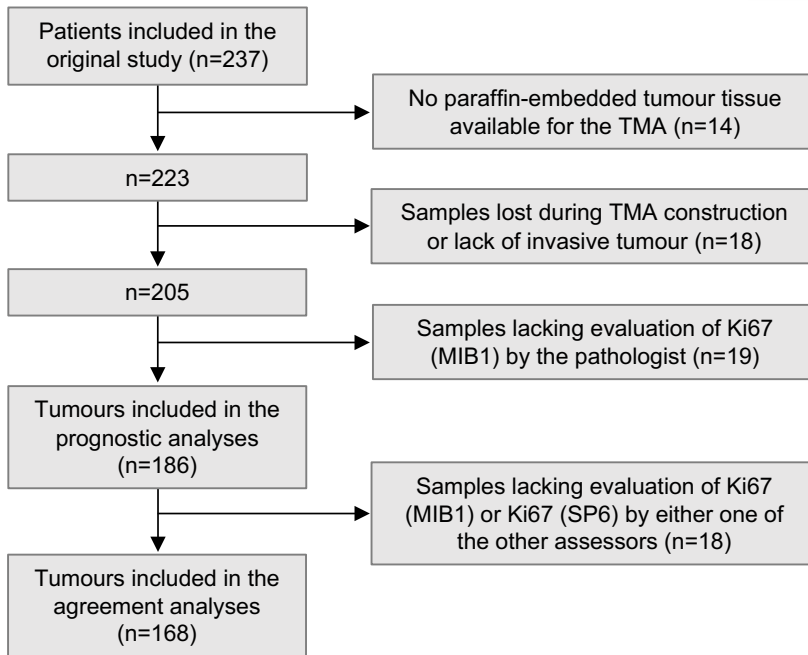 Patients included in the
original study (n=237)
No paraffin-embedded tumour tissue
available for the TMA (n=14)
n=223
Samples lost during TMA construction
or lack of invasive tumour (n=18)
n=205
Samples lacking evaluation of Ki67
(MIB1) by the pathologist (n=19)
Tumours included in the
prognostic analyses
(n=186)
Samples lacking evaluation of Ki67
(MIB1) or Ki67 (SP6) by either one of
the other assessors (n=18)
Tumours included in the
agreement analyses
(n=168)